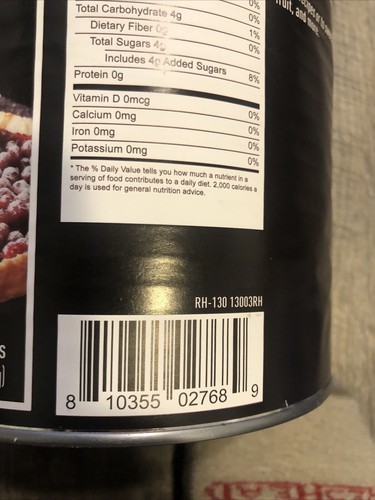 0%
Total Carbohydrate 4g 1%
Dietary Fiber 0g 0%
Total Sugars 4g
Includes 4g Added Sugars 8%
Protein 0g
Vitamin D 0mcg 0%
Calcium 0mg 0%
Iron 0mg 0%
Potassium 0mg 0%
* The % Daily Value tells you how much a nutrient in a
serving of food contributes to a daily diet. 2,000 calories a
day is used for general nutrition advice.
RH-130 13003RH
8 10355 02768 9